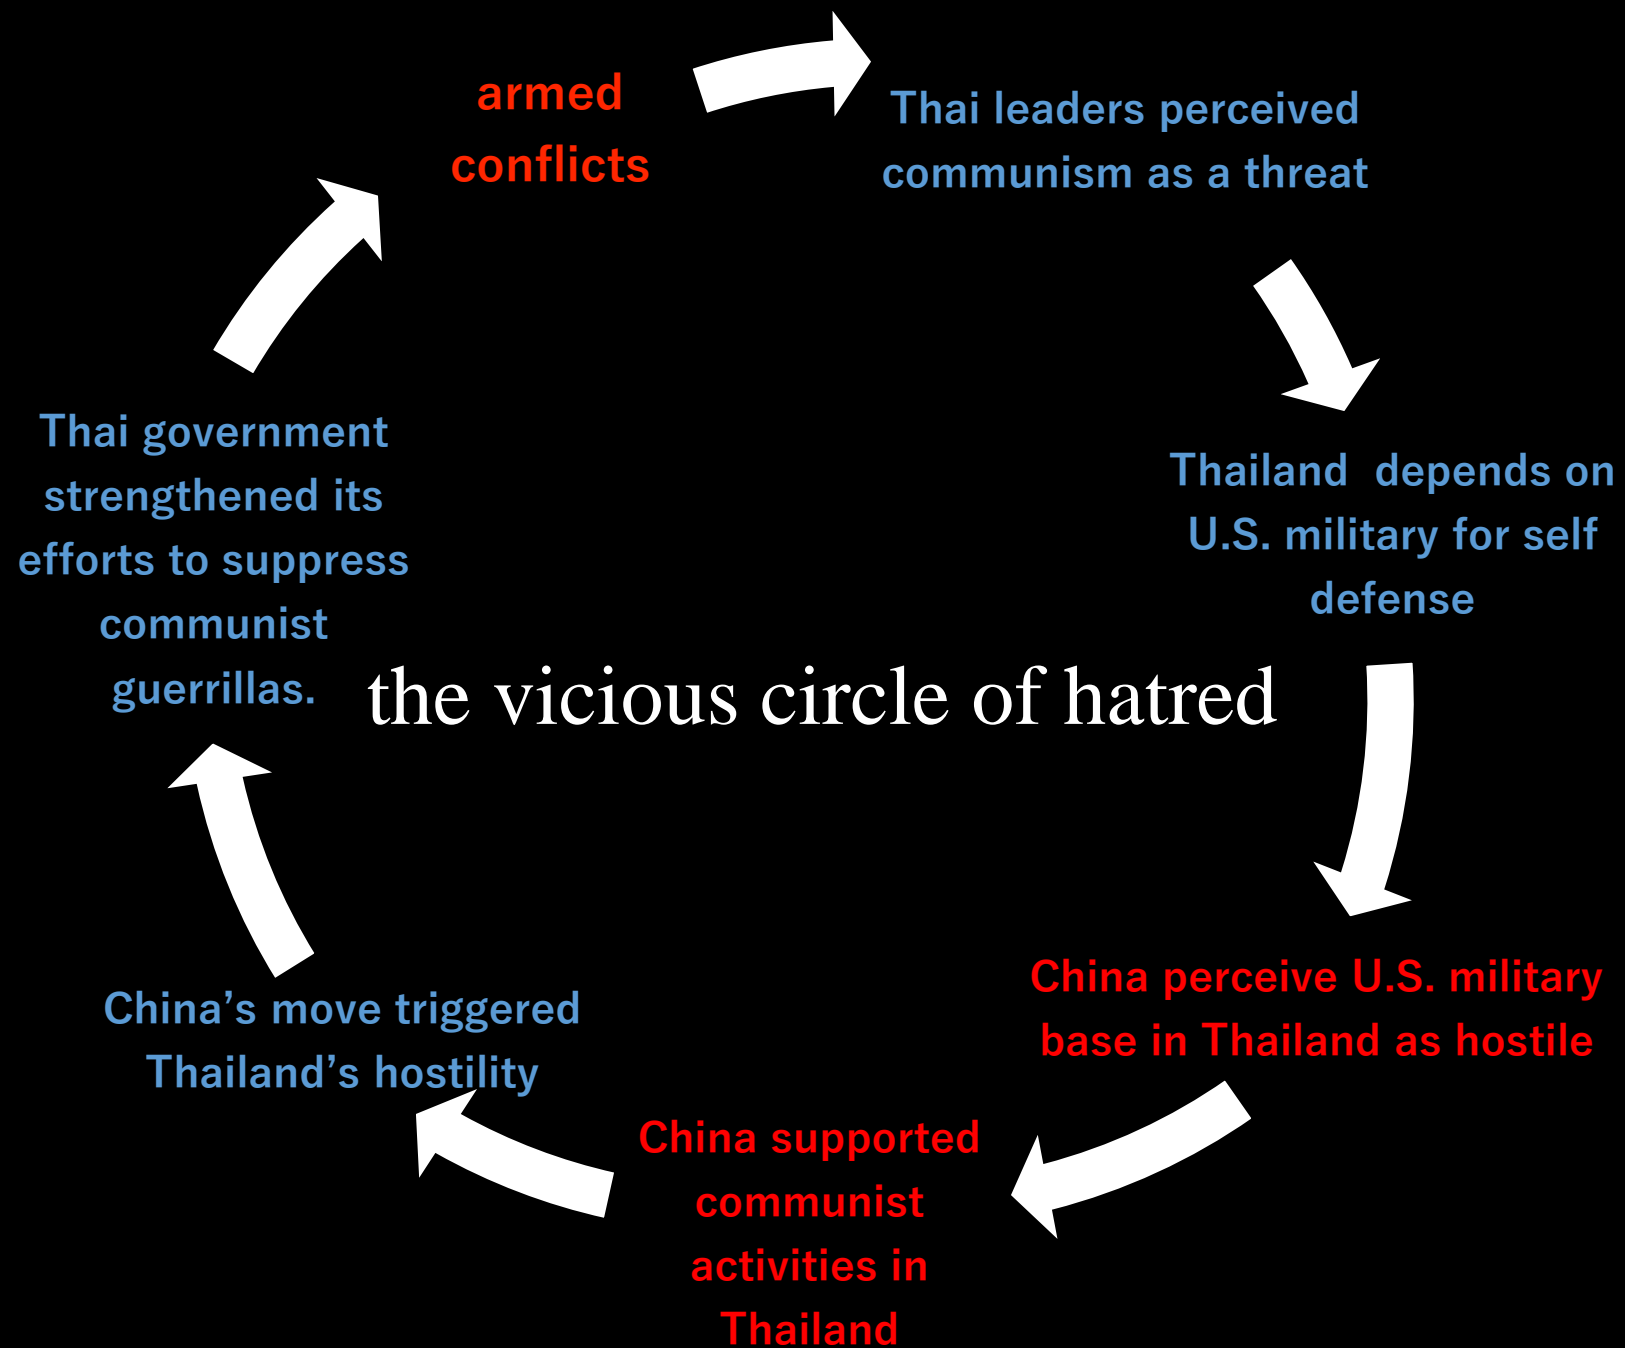 armed
conflicts
Thai leaders perceived
communism as a threat
Thailand  depends on
U.S. military for self
defense
China perceive U.S. military
base in Thailand as hostile
China supported
communist
activities in
Thailand
China’s move triggered
Thailand’s hostility
Thai government
strengthened its
efforts to suppress
communist
guerrillas.
the vicious circle of hatred